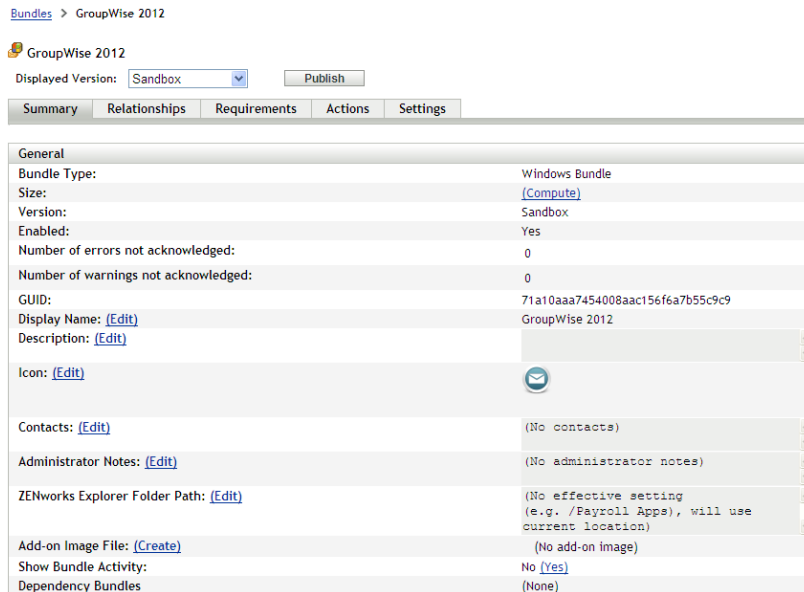 Bundles > GroupWise 2012
GroupWise 2012
Displayed Version: Sandbox Publish
Summary Relationships Requirements Actions Settings
General
Bundle Type: Windows Bundle
Size: (Compute)
Version: Sandbox
Enabled: Yes
Number of errors not acknowledged: 0
Number of warnings not acknowledged: 0
GUID: 71a10aaa7454008aac156f6a7b55c9c9
Display Name: (Edit) GroupWise 2012
Description: (Edit)
Icon: (Edit)
Contacts: (Edit) (No contacts)
Administrator Notes: (Edit) (No administrator notes)
ZENworks Explorer Folder Path: (Edit) (No effective setting
(e.g. /Payroll Apps), will use
current location)
Add-on Image File: (Create) (No add-on image)
Show Bundle Activity: No (Yes)
Dependency Bundles (None)